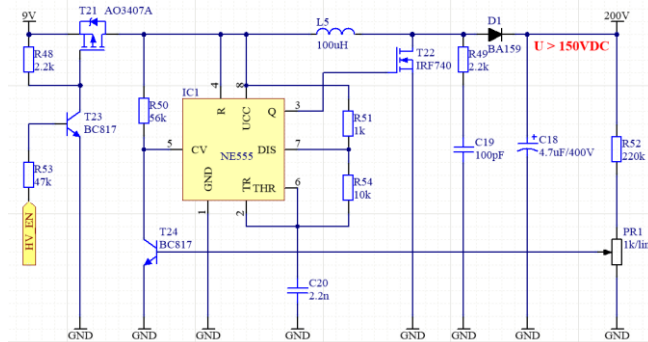 9V
T21 AO3407A
L5
100uH
D1
BA159
200V
U > 150VDC
R48
2.2k
T22
IRF740
R49
2.2k
IC1
4
8
R
UCC
Q
3
R50
56k
R51
1k
T23
BC817
5
CV
DIS
7
NE555
C19
100pF
C18
4.7uF/400V
R52
220k
R53
47k
GND
TR
THR
6
R54
10k
1
2
HV_EN
T24
BC817
PR1
1k/lin
C20
2.2n
GND
GND
GND
GND
GND
GND
GND
GND